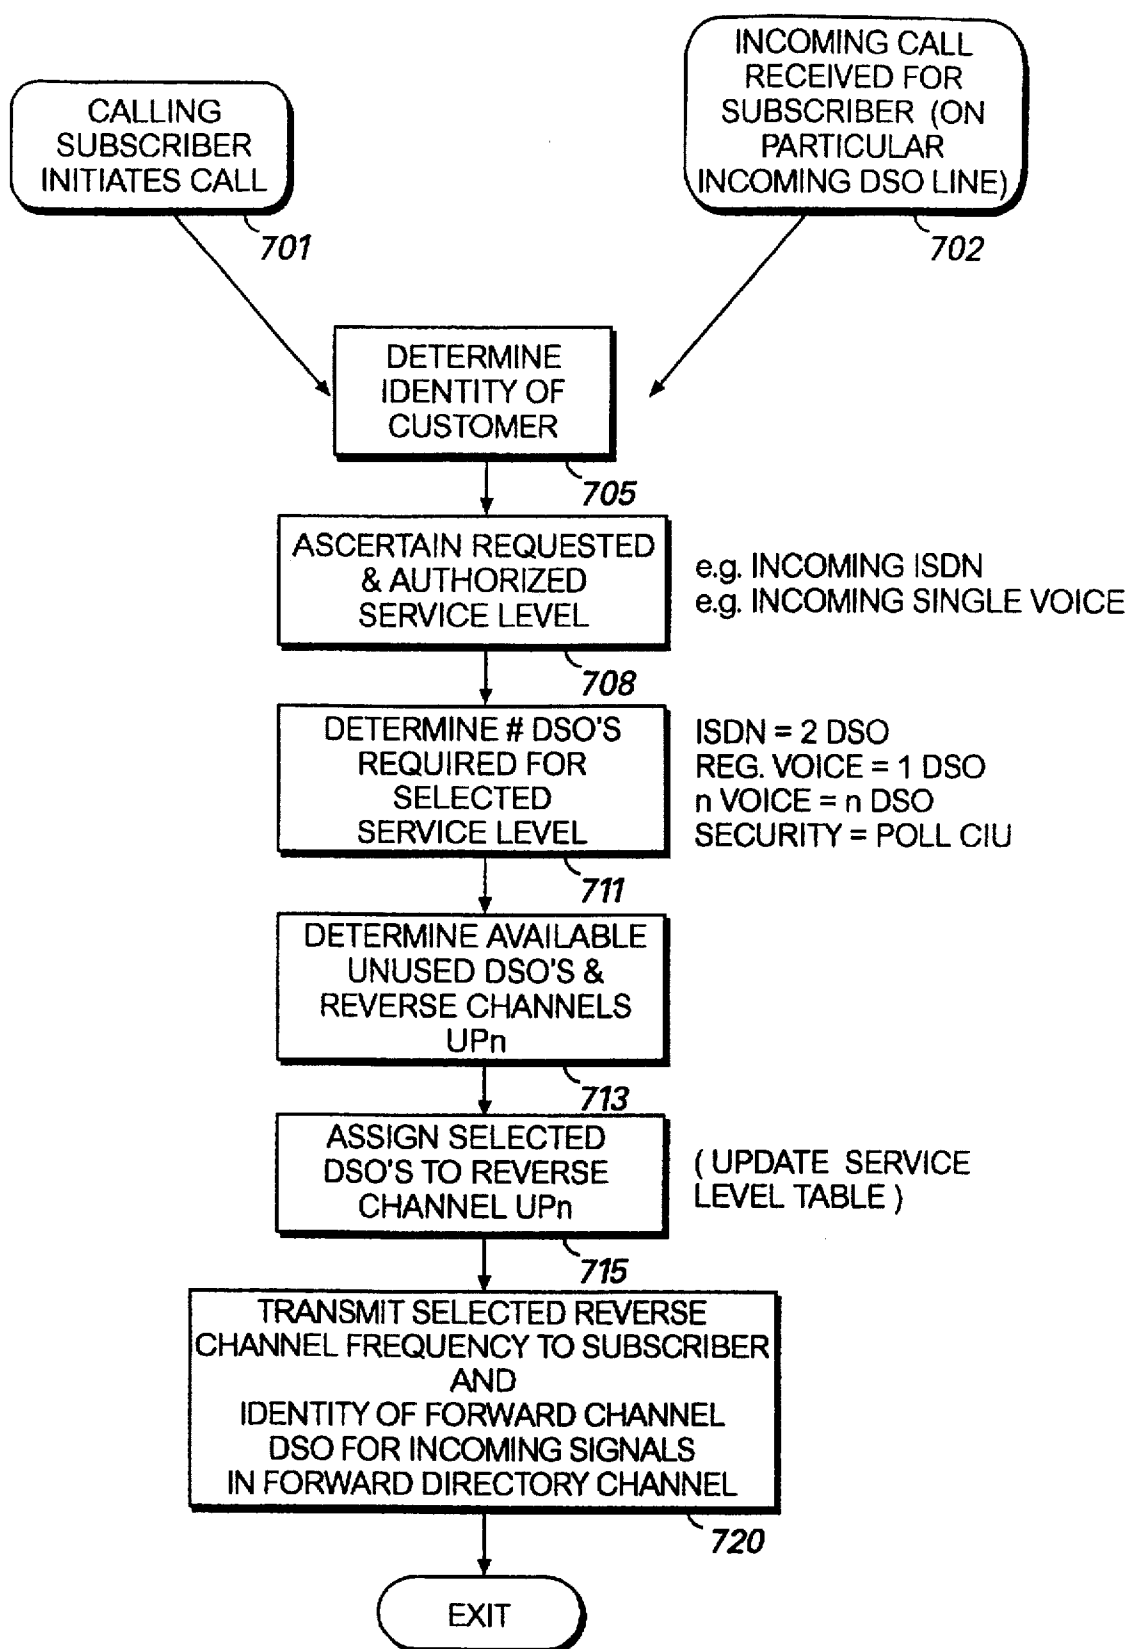 CALLING
SUBSCRIBER
INITIATES CALL
701
INCOMING CALL
RECEIVED FOR
SUBSCRIBER (ON
PARTICULAR
INCOMING DSO LINE)
702
DETERMINE
IDENTITY OF
CUSTOMER
705
ASCERTAIN REQUESTED
& AUTHORIZED
SERVICE LEVEL
708
e.g. INCOMING ISDN
e.g. INCOMING SINGLE VOICE
DETERMINE # DSO'S
REQUIRED FOR
SELECTED
SERVICE LEVEL
711
ISDN = 2 DSO
REG. VOICE = 1 DSO
n VOICE = n DSO
SECURITY = POLL CIU
DETERMINE AVAILABLE
UNUSED DSO'S &
REVERSE CHANNELS
UPn
713
ASSIGN SELECTED
DSO'S TO REVERSE
CHANNEL UPn
715
( UPDATE SERVICE
LEVEL TABLE )
TRANSMIT SELECTED REVERSE
CHANNEL FREQUENCY TO SUBSCRIBER
AND
IDENTITY OF FORWARD CHANNEL
DSO FOR INCOMING SIGNALS
IN FORWARD DIRECTORY CHANNEL
720
EXIT